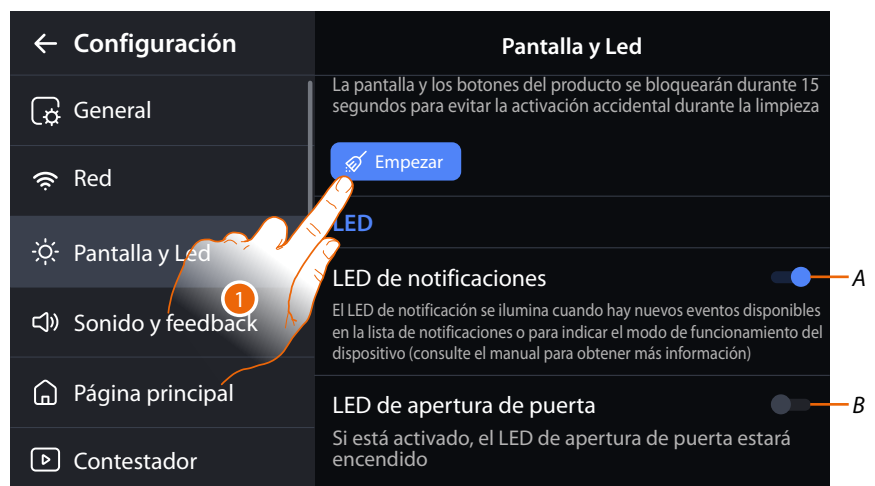 Configuración
General
Red
Pantalla y Led
Sonido y feedback
Página principal
Contestador
1
Pantalla y Led
La pantalla y los botones del producto se bloquearán durante 15
segundos para evitar la activación accidental durante la limpieza
Empezar
LED
LED de notificaciones
A
El LED de notificación se ilumina cuando hay nuevos eventos disponibles
en la lista de notificaciones o para indicar el modo de funcionamiento del
dispositivo (consulte el manual para obtener más información)
LED de apertura de puerta
B
Si está activado, el LED de apertura de puerta estará
encendido